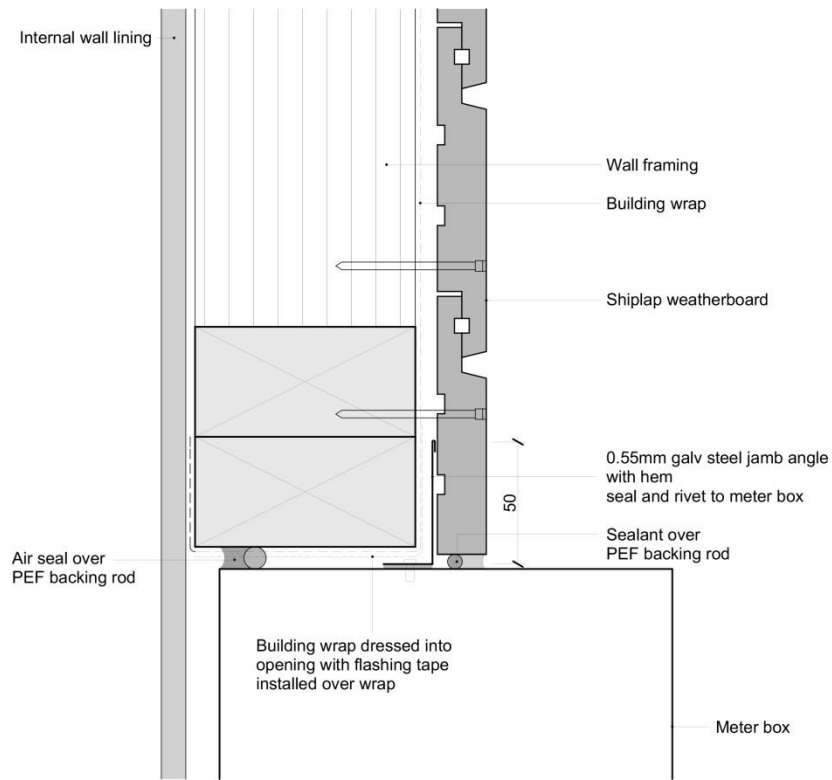 Internal wall lining
Wall framing
Building wrap
Shiplap weatherboard
0.55mm galv steel jamb angle
with hem
seal and rivet to meter box
50
Sealant over
PEF backing rod
Air seal over
PEF backing rod
Building wrap dressed into
opening with flashing tape
installed over wrap
Meter box